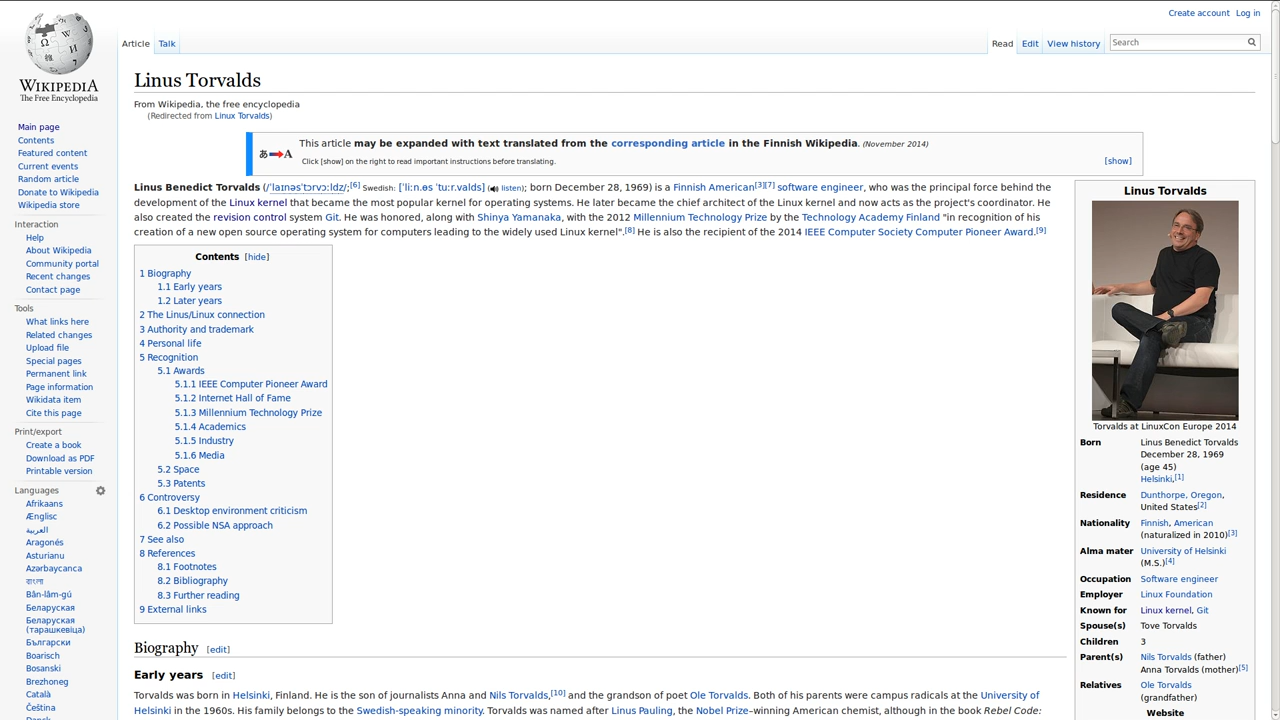 Create account Log in
Article Talk Read Edit View history Search
WIKIPEDIA
The Free Encyclopedia
Main page
Contents
Featured content
Current events
Random article
Donate to Wikipedia
Wikipedia store
Interaction
Help
About Wikipedia
Community portal
Recent changes
Contact page
Tools
What links here
Related changes
Upload file
Special pages
Permanent link
Page information
Wikidata item
Cite this page
Print/export
Create a book
Download as PDF
Printable version
Languages
Afrikaans
Ænglisc
العربية
Aragonés
Asturianu
Azərbaycanca
বাংলা
Bân-lâm-gú
Беларуская
Беларуская
(тарашкевіца)
Български
Boarisch
Bosanski
Brezhoneg
Català
Čeština
Linus Torvalds
From Wikipedia, the free encyclopedia
(Redirected from Linux Torvalds)
This article may be expanded with text translated from the corresponding article in the Finnish Wikipedia. (November 2014)
Click [show] on the right to read important instructions before translating. [show]
Linus Benedict Torvalds (/ˈlaɪnəsˈtɔrvɔːldz/;[6] Swedish: [ˈliːn.əs ˈtuːr.valds] ( listen); born December 28, 1969) is a Finnish American[3][7] software engineer, who was the principal force behind the
development of the Linux kernel that became the most popular kernel for operating systems. He later became the chief architect of the Linux kernel and now acts as the project's coordinator. He
also created the revision control system Git. He was honored, along with Shinya Yamanaka, with the 2012 Millennium Technology Prize by the Technology Academy Finland "in recognition of his
creation of a new open source operating system for computers leading to the widely used Linux kernel".[8] He is also the recipient of the 2014 IEEE Computer Society Computer Pioneer Award.[9]
Contents [hide]
1 Biography
1.1 Early years
1.2 Later years
2 The Linus/Linux connection
3 Authority and trademark
4 Personal life
5 Recognition
5.1 Awards
5.1.1 IEEE Computer Pioneer Award
5.1.2 Internet Hall of Fame
5.1.3 Millennium Technology Prize
5.1.4 Academics
5.1.5 Industry
5.1.6 Media
5.2 Space
5.3 Patents
6 Controversy
6.1 Desktop environment criticism
6.2 Possible NSA approach
7 See also
8 References
8.1 Footnotes
8.2 Bibliography
8.3 Further reading
9 External links
Biography [edit]
Early years [edit]
Torvalds was born in Helsinki, Finland. He is the son of journalists Anna and Nils Torvalds,[10] and the grandson of poet Ole Torvalds. Both of his parents were campus radicals at the University of
Helsinki in the 1960s. His family belongs to the Swedish-speaking minority. Torvalds was named after Linus Pauling, the Nobel Prize–winning American chemist, although in the book Rebel Code:
Linus Torvalds
Torvalds at LinuxCon Europe 2014
Born Linus Benedict Torvalds
December 28, 1969
(age 45)
Helsinki,[1]
Residence Dunthorpe, Oregon,
United States[2]
Nationality Finnish, American
(naturalized in 2010)[3]
Alma mater University of Helsinki
(M.S.)[4]
Occupation Software engineer
Employer Linux Foundation
Known for Linux kernel, Git
Spouse(s) Tove Torvalds
Children 3
Parent(s) Nils Torvalds (father)
Anna Torvalds (mother)[5]
Relatives Ole Torvalds
(grandfather)
Website